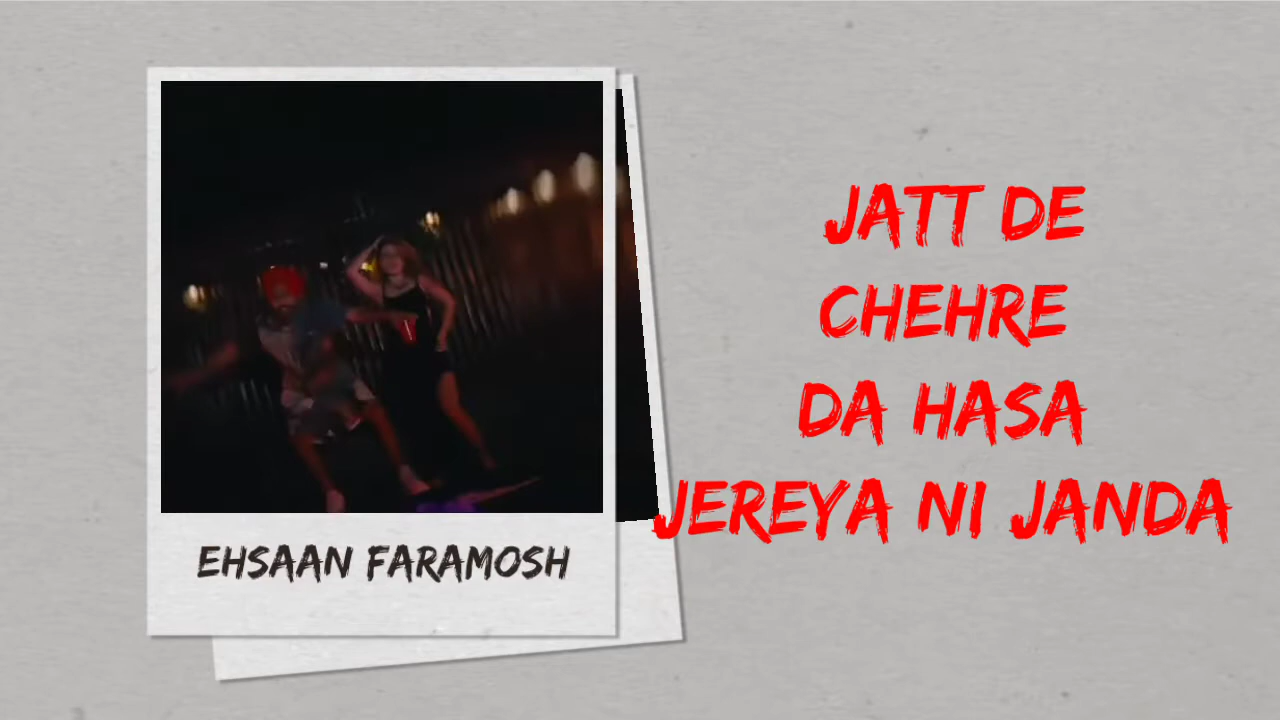 JATT DE
CHEHRE
DA HASA
JEREYA NI JANDA
EHSAAN FARAMOSH